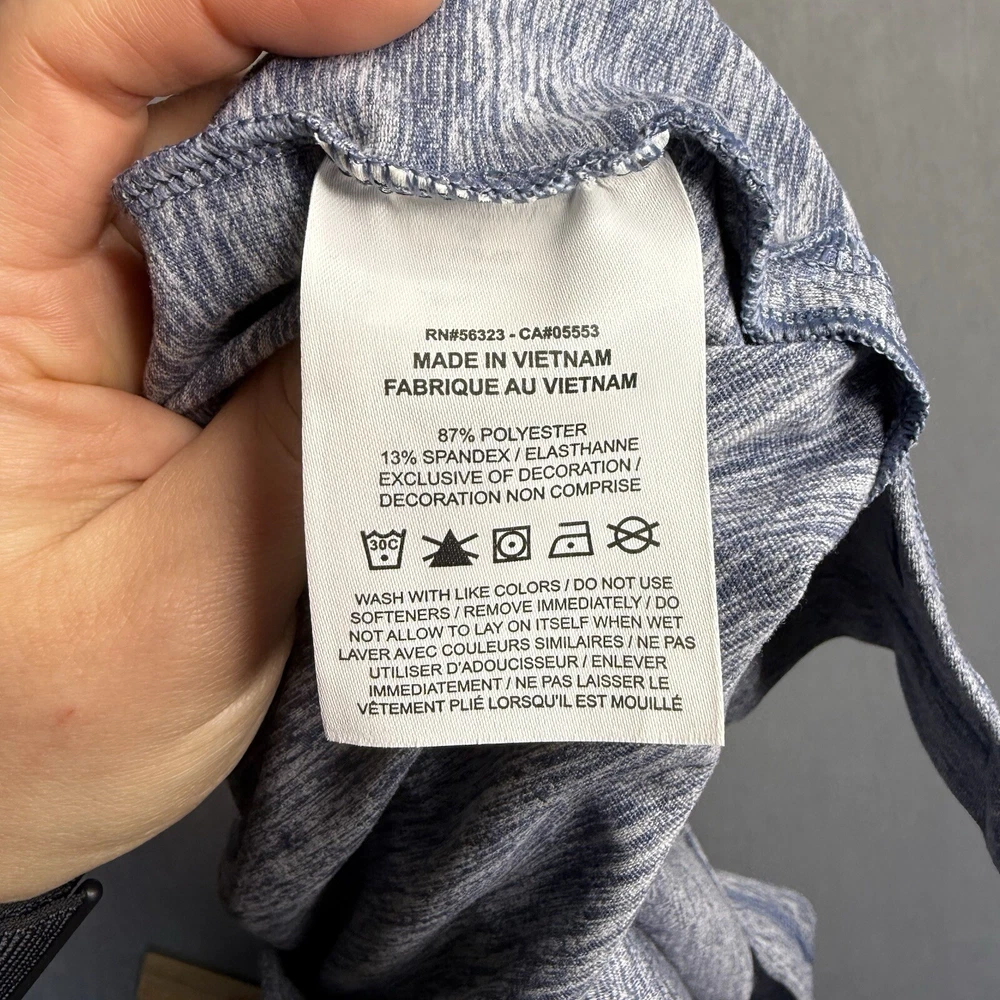 RN#56323 - CA#05553
MADE IN VIETNAM
FABRIQUE AU VIETNAM
87% POLYESTER
13% SPANDEX / ELASTHANNE
EXCLUSIVE OF DECORATION /
DECORATION NON COMPRISE
30C
WASH WITH LIKE COLORS / DO NOT USE
SOFTENERS / REMOVE IMMEDIATELY / DO
NOT ALLOW TO LAY ON ITSELF WHEN WET
LAVER AVEC COULEURS SIMILAIRES / NE PAS
UTILISER D'ADOUCISSEUR / ENLEVER
IMMEDIATEMENT / NE PAS LAISSER LE
VÊTEMENT PLIÉ LORSQU'IL EST MOUILLÉ